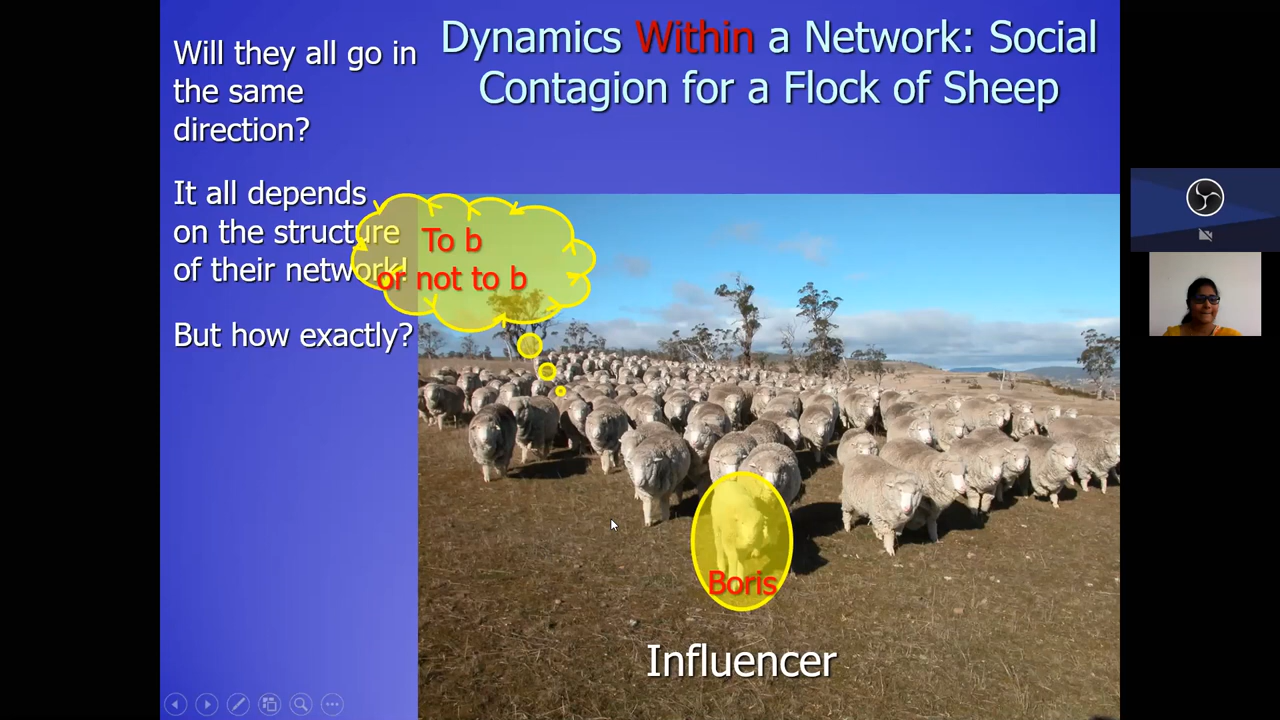 Dynamics Within a Network: Social
Contagion for a Flock of Sheep
Will they all go in
the same
direction?
It all depends
on the structure
of their network!
But how exactly?
To b
or not to b
Boris
Influencer